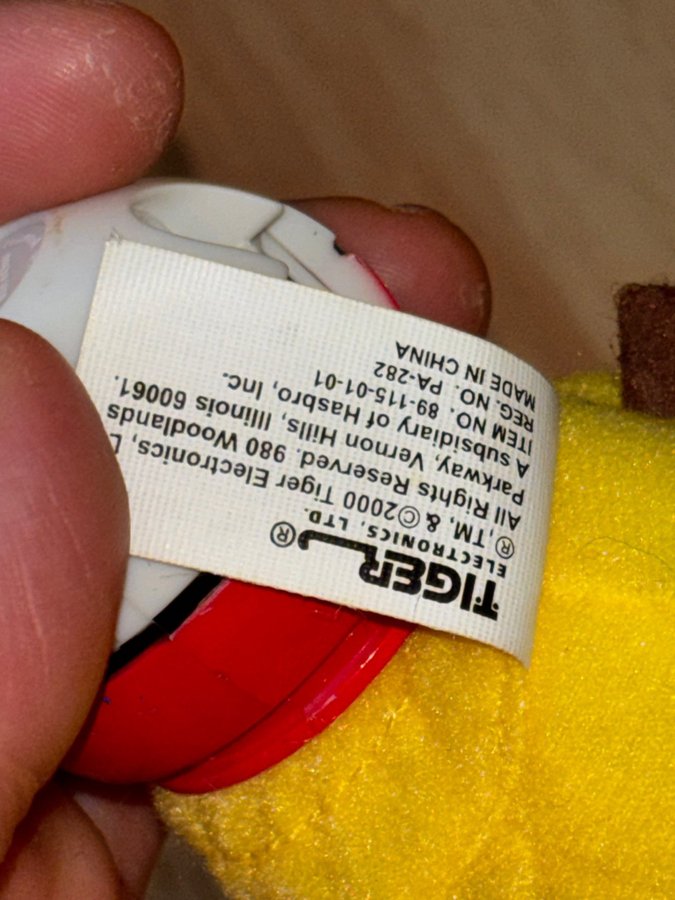 TIGER®
ELECTRONICS, LTD.
®, TM, & ©2000 Tiger Electronics, L
All Rights Reserved. 980 Woodlands
Parkway, Vernon Hills, Illinois 60061.
A subsidiary of Hasbro, Inc.
ITEM NO. 89-115-01-01
REG. NO. PA-282
MADE IN CHINA